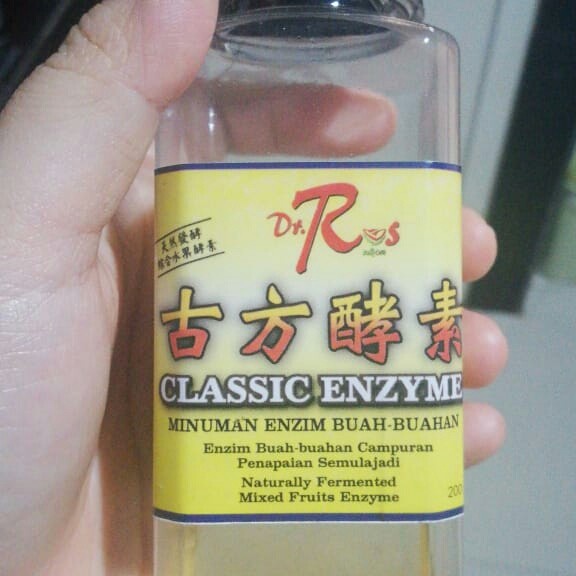 Dr. Ros
天然發酵
綜合水果酵素
古方酵素
CLASSIC ENZYME
MINUMAN ENZIM BUAH-BUAHAN
Enzim Buah-buahan Campuran
Penapaian Semulajadi
Naturally Fermented
Mixed Fruits Enzyme
200